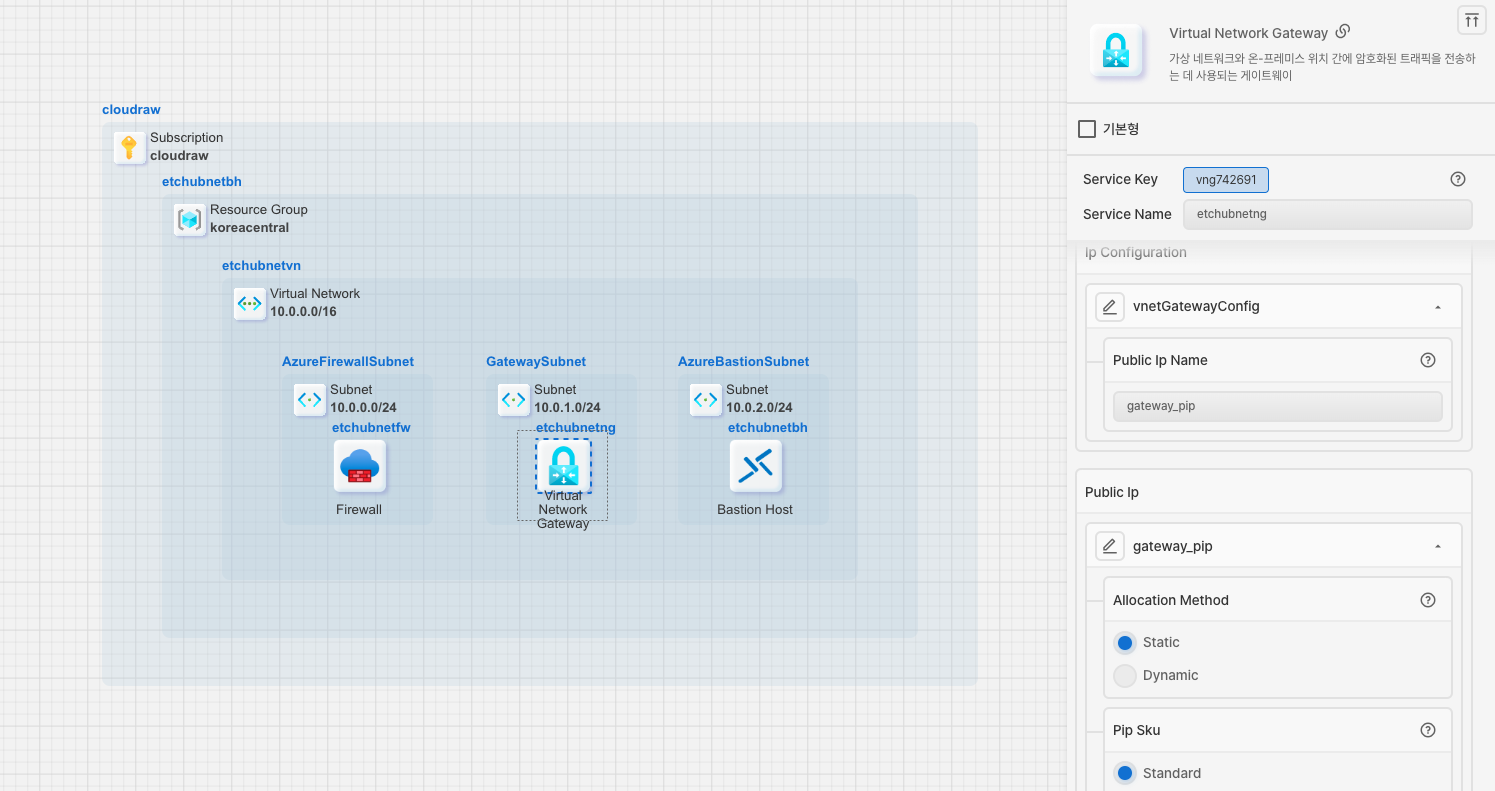 cloudraw
Subscription
cloudraw
etchubnetbh
Resource Group
koreacentral
etchubnetvn
Virtual Network
10.0.0.0/16
AzureFirewallSubnet
Subnet
10.0.0.0/24
etchubnetfw
Firewall
GatewaySubnet
Subnet
10.0.1.0/24
etchubnetng
Virtual
Network
Gateway
AzureBastionSubnet
Subnet
10.0.2.0/24
etchubnetbh
Bastion Host
Virtual Network Gateway
가상 네트워크와 온-프레미스 위치 간에 암호화된 트래픽을 전송하
는 데 사용되는 게이트웨이
기본형
Service Key
vng742691
Service Name
etchubnetng
Ip Configuration
vnetGatewayConfig
Public Ip Name
gateway_pip
Public Ip
gateway_pip
Allocation Method
Static
Dynamic
Pip Sku
Standard